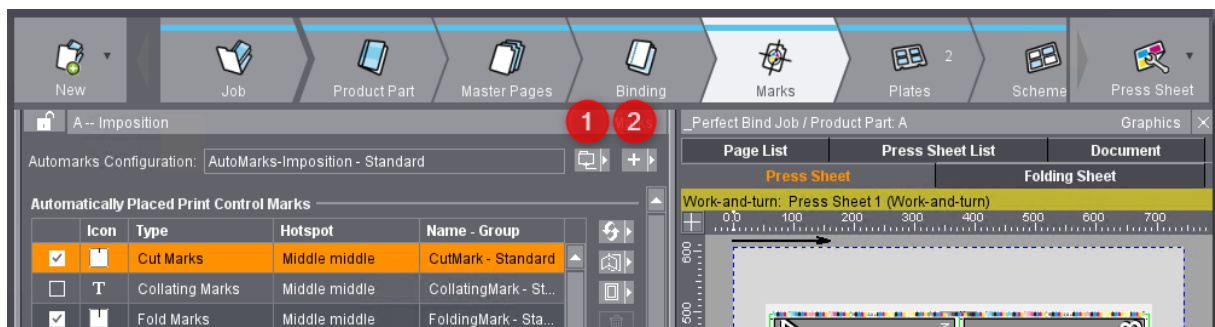 New
Job
Product Part
Master Pages
Binding
Marks
Plates 2
Scheme
Press Sheet
A -- Imposition
1 2
_Perfect Bind Job / Product Part: A Graphics
Automarks Configuration: AutoMarks-Imposition - Standard
Page List Press Sheet List Document
Press Sheet Folding Sheet
Automatically Placed Print Control Marks
Work-and-turn: Press Sheet 1 (Work-and-turn)
0 100 200 300 400 500 600 700
Icon Type Hotspot Name - Group
Cut Marks Middle middle CutMark - Standard
600
T Collating Marks Middle middle CollatingMark - St...
Fold Marks Middle middle FoldingMark - Sta...
500